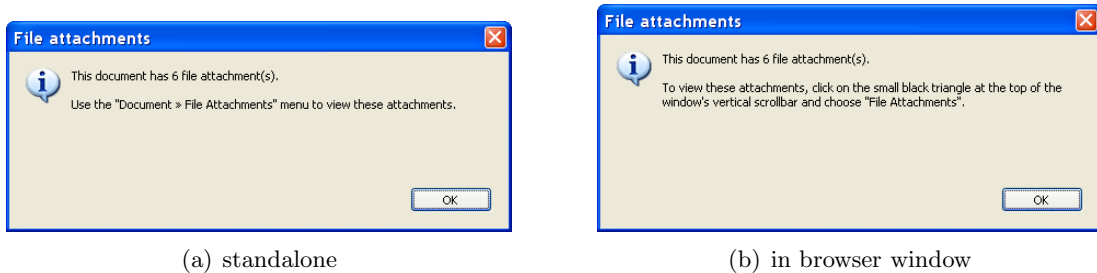 File attachments
This document has 6 file attachment(s).
Use the "Document » File Attachments" menu to view these attachments.
OK
(a) standalone
File attachments
This document has 6 file attachment(s).
To view these attachments, click on the small black triangle at the top of the
window's vertical scrollbar and choose "File Attachments".
OK
(b) in browser window